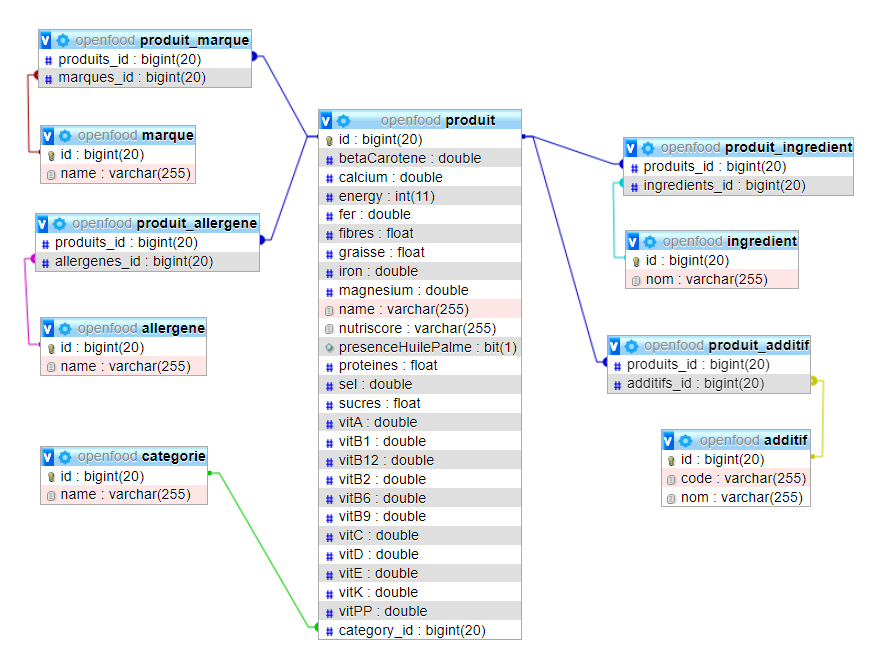 openfood produit_marque
produits_id : bigint(20)
marques_id : bigint(20)
openfood marque
id : bigint(20)
name : varchar(255)
openfood produit_allergene
produits_id : bigint(20)
allergenes_id : bigint(20)
openfood allergene
id : bigint(20)
name : varchar(255)
openfood categorie
id : bigint(20)
name : varchar(255)
openfood produit
id : bigint(20)
betaCarotene : double
calcium : double
energy : int(11)
fer : double
fibres : float
graisse : float
iron : double
magnesium : double
name : varchar(255)
nutriscore : varchar(255)
presenceHuilePalme : bit(1)
proteines : float
sel : double
sucres : float
vitA : double
vitB1 : double
vitB12 : double
vitB2 : double
vitB6 : double
vitB9 : double
vitC : double
vitD : double
vitE : double
vitK : double
vitPP : double
category_id : bigint(20)
openfood produit_ingredient
produits_id : bigint(20)
ingredients_id : bigint(20)
openfood ingredient
id : bigint(20)
nom : varchar(255)
openfood produit_additif
produits_id : bigint(20)
additifs_id : bigint(20)
openfood additif
id : bigint(20)
code : varchar(255)
nom : varchar(255)